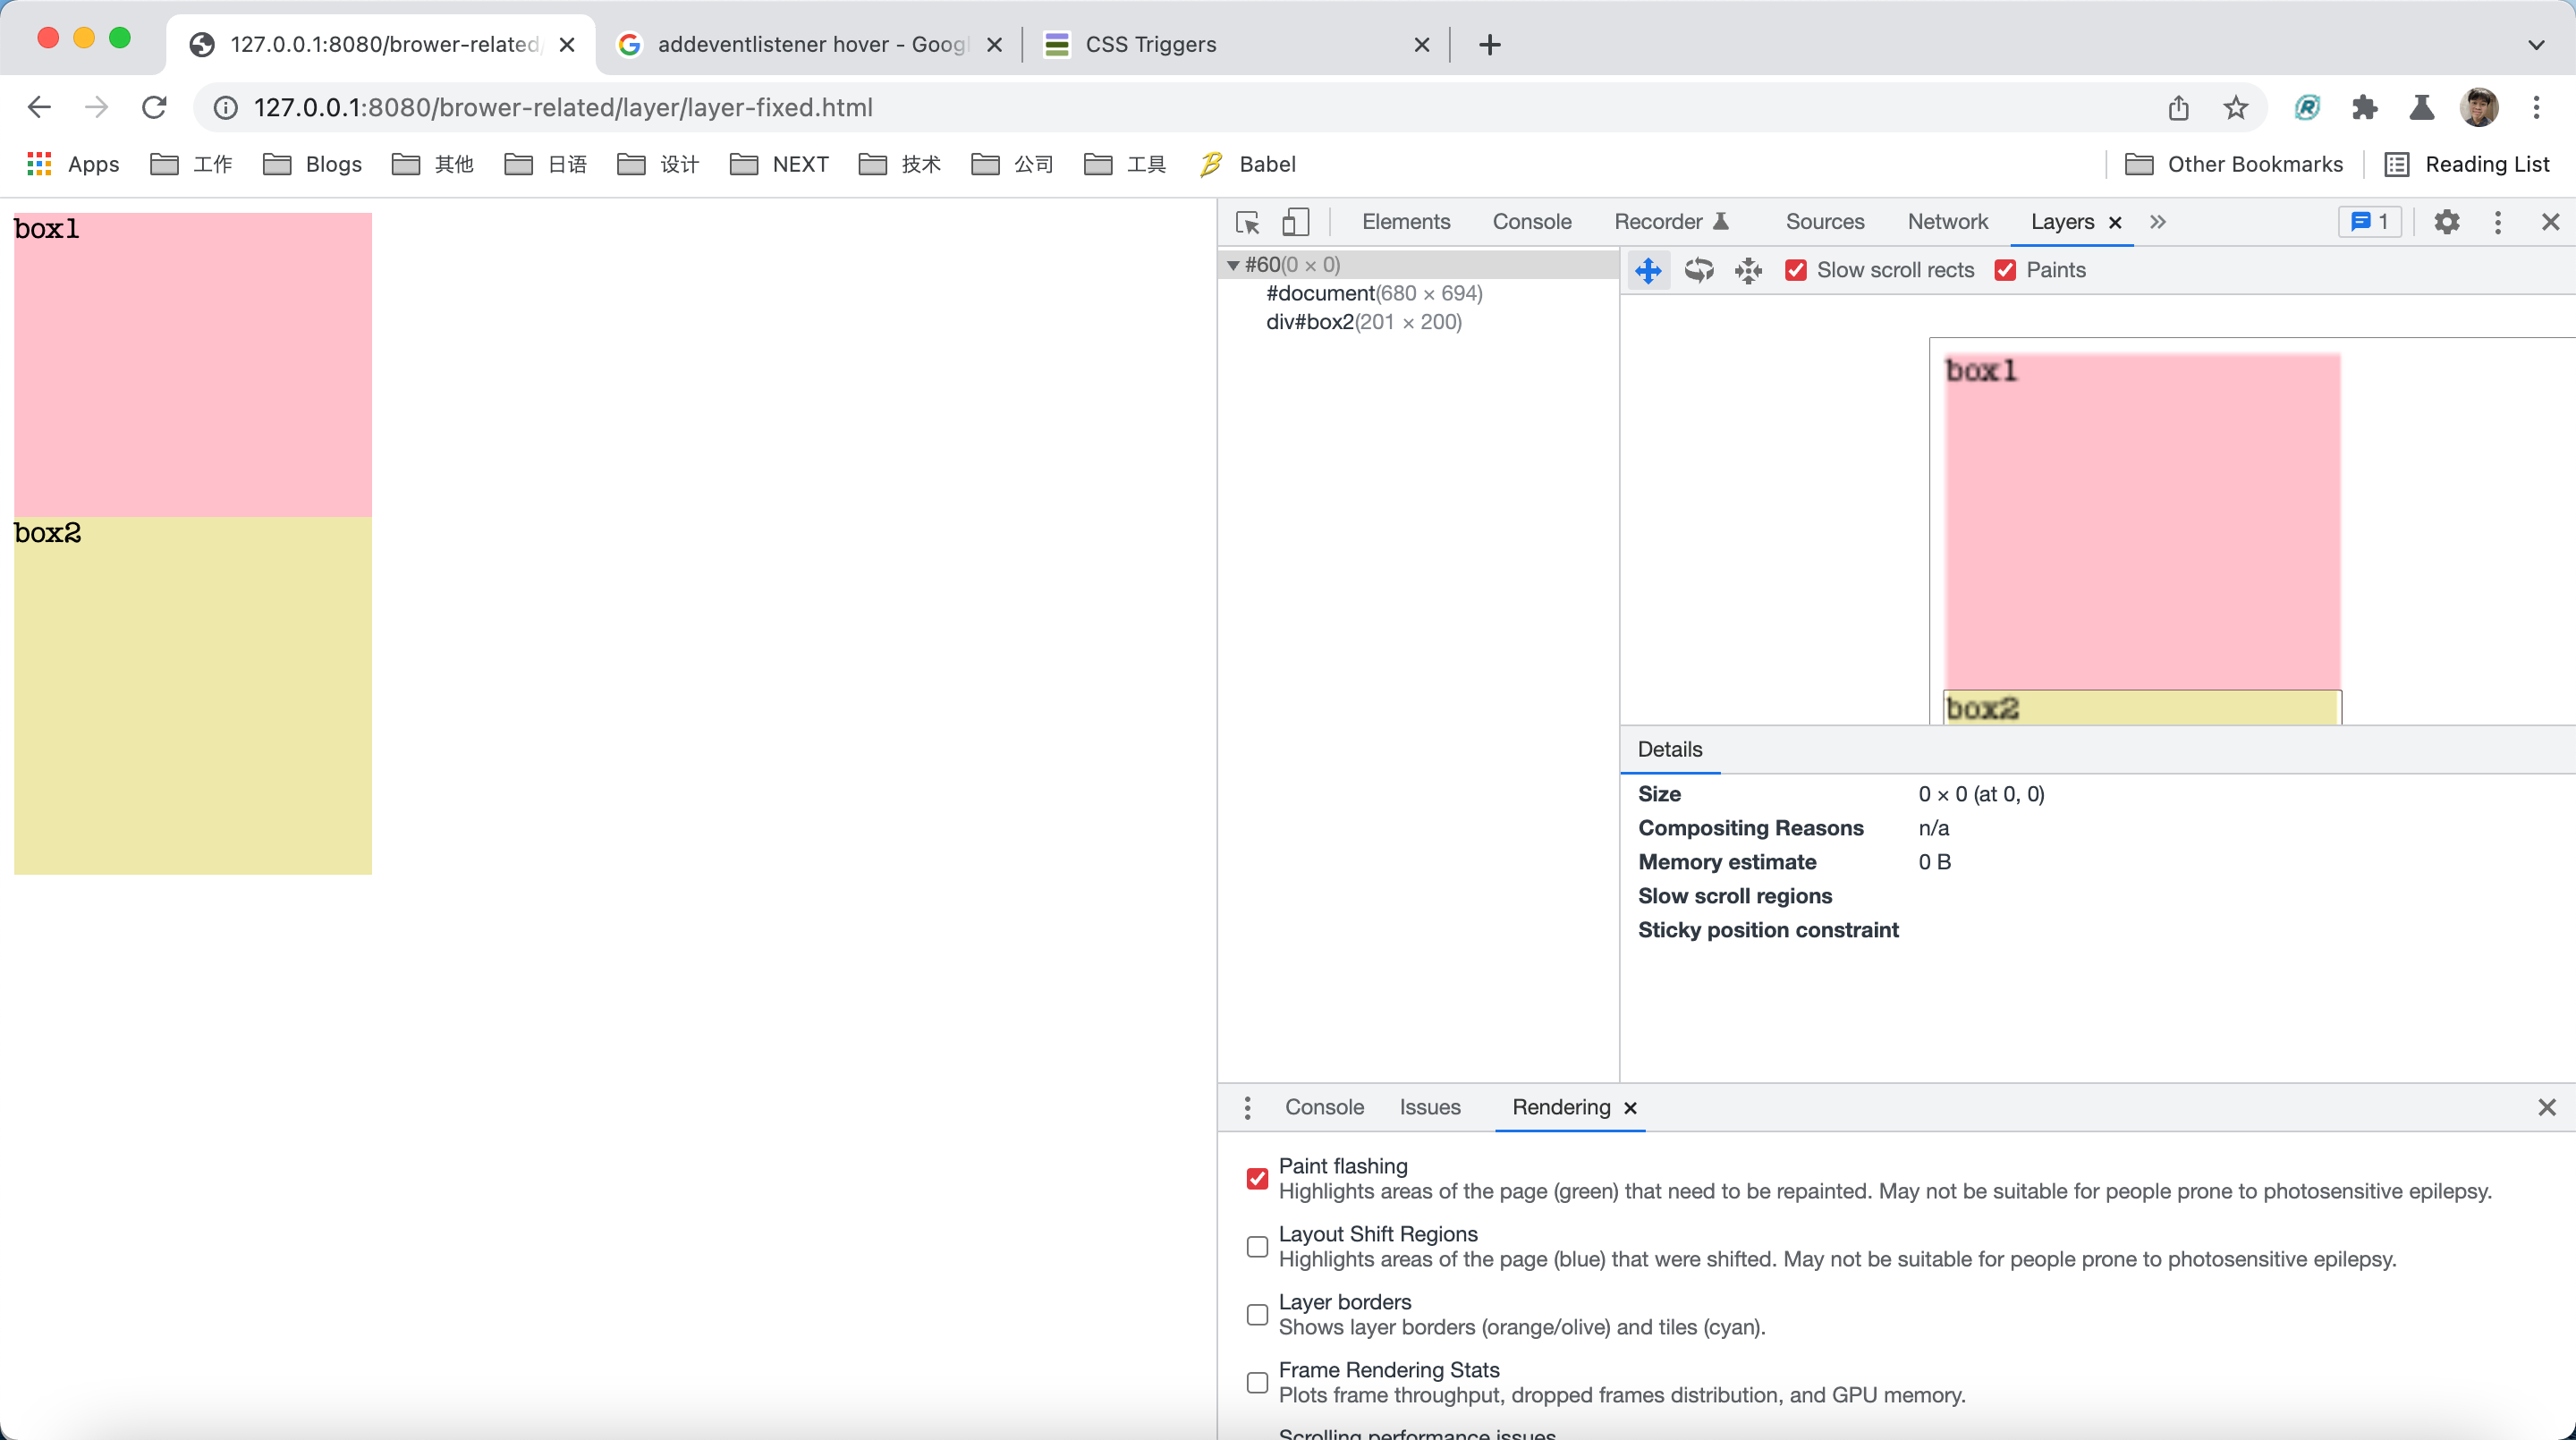 127.0.0.1:8080/brower-related/
addeventlistener hover - Googl
CSS Triggers
127.0.0.1:8080/brower-related/layer/layer-fixed.html
Apps 工作 Blogs 其他 日语 设计 NEXT 技术 公司 工具 Babel Other Bookmarks Reading List
box1
box2
Elements Console Recorder Sources Network Layers 1
#60(0 × 0)
#document(680 × 694)
div#box2(201 × 200)
Slow scroll rects Paints
box1
box2
Details
Size 0 × 0 (at 0, 0)
Compositing Reasons n/a
Memory estimate 0 B
Slow scroll regions
Sticky position constraint
Console Issues Rendering
Paint flashing
Highlights areas of the page (green) that need to be repainted. May not be suitable for people prone to photosensitive epilepsy.
Layout Shift Regions
Highlights areas of the page (blue) that were shifted. May not be suitable for people prone to photosensitive epilepsy.
Layer borders
Shows layer borders (orange/olive) and tiles (cyan).
Frame Rendering Stats
Plots frame throughput, dropped frames distribution, and GPU memory.
Scrolling performance issues